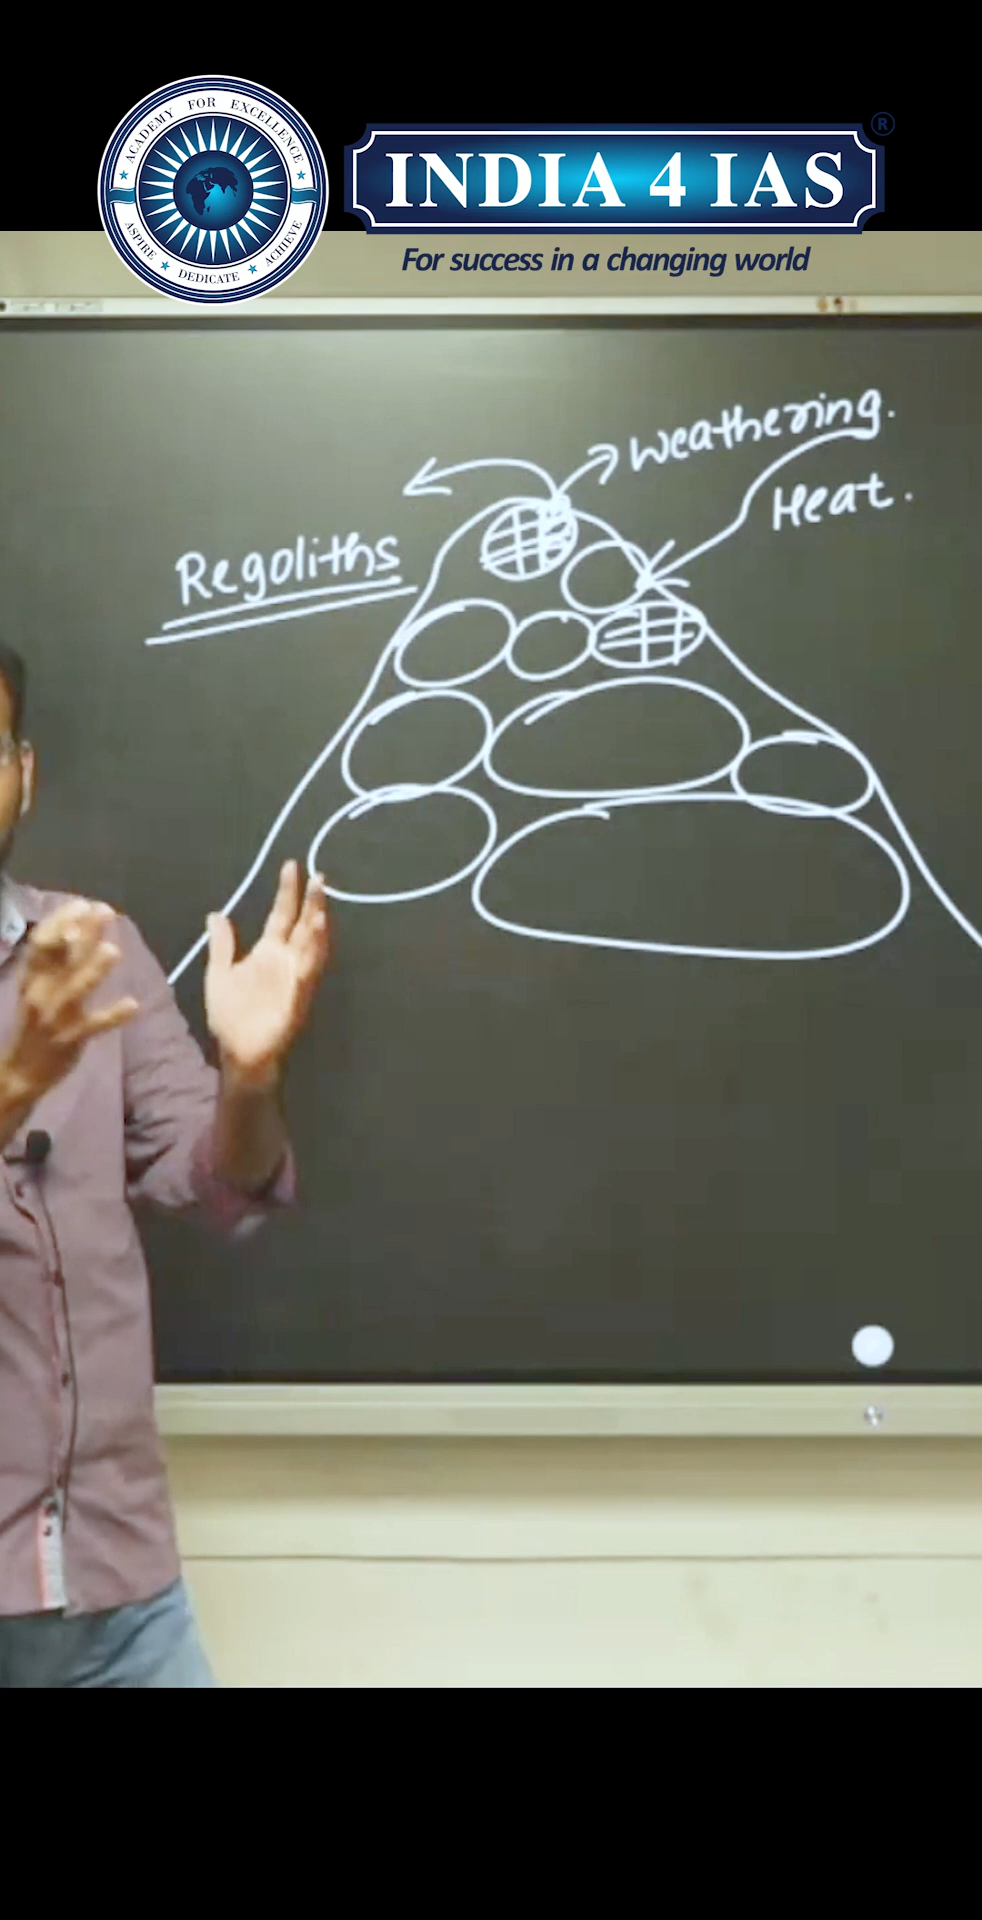 ACADEMY FOR EXCELLENCE
ASPIRE ★ DEDICATE ★ ACHIEVE
INDIA 4 IAS
®
For success in a changing world
Weathering.
Heat.
Regoliths